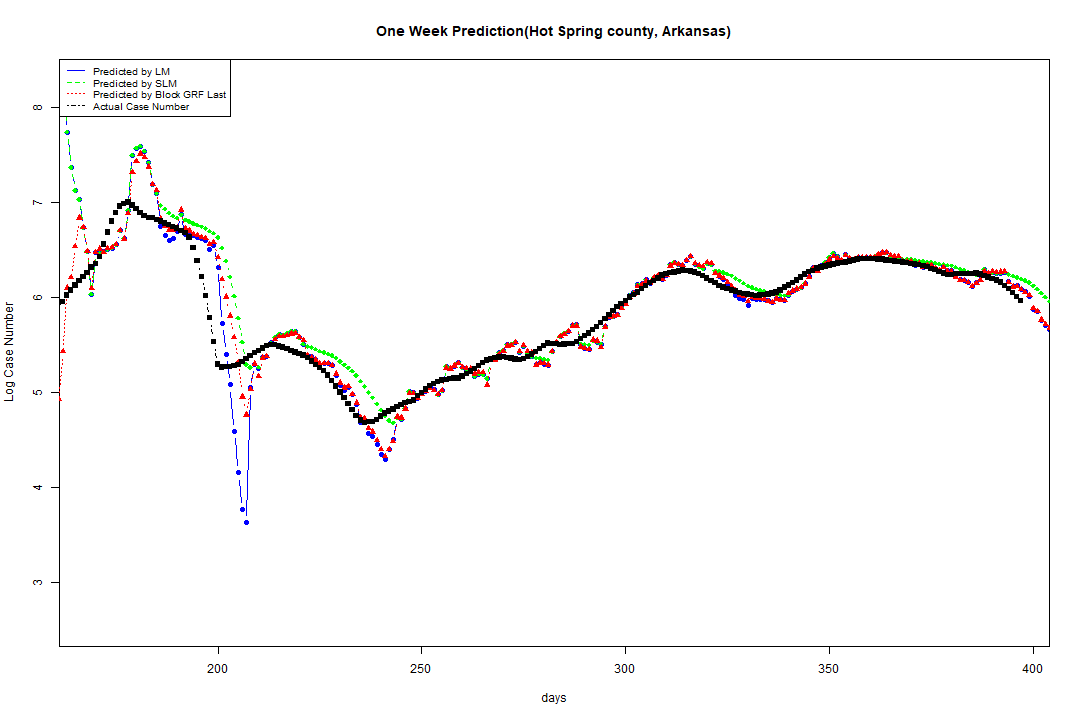 One Week Prediction(Hot Spring county, Arkansas)
Predicted by LM
Predicted by SLM
Predicted by Block GRF Last
Actual Case Number
Log Case Number
8
7
6
5
4
3
200 250 300 350 400
days